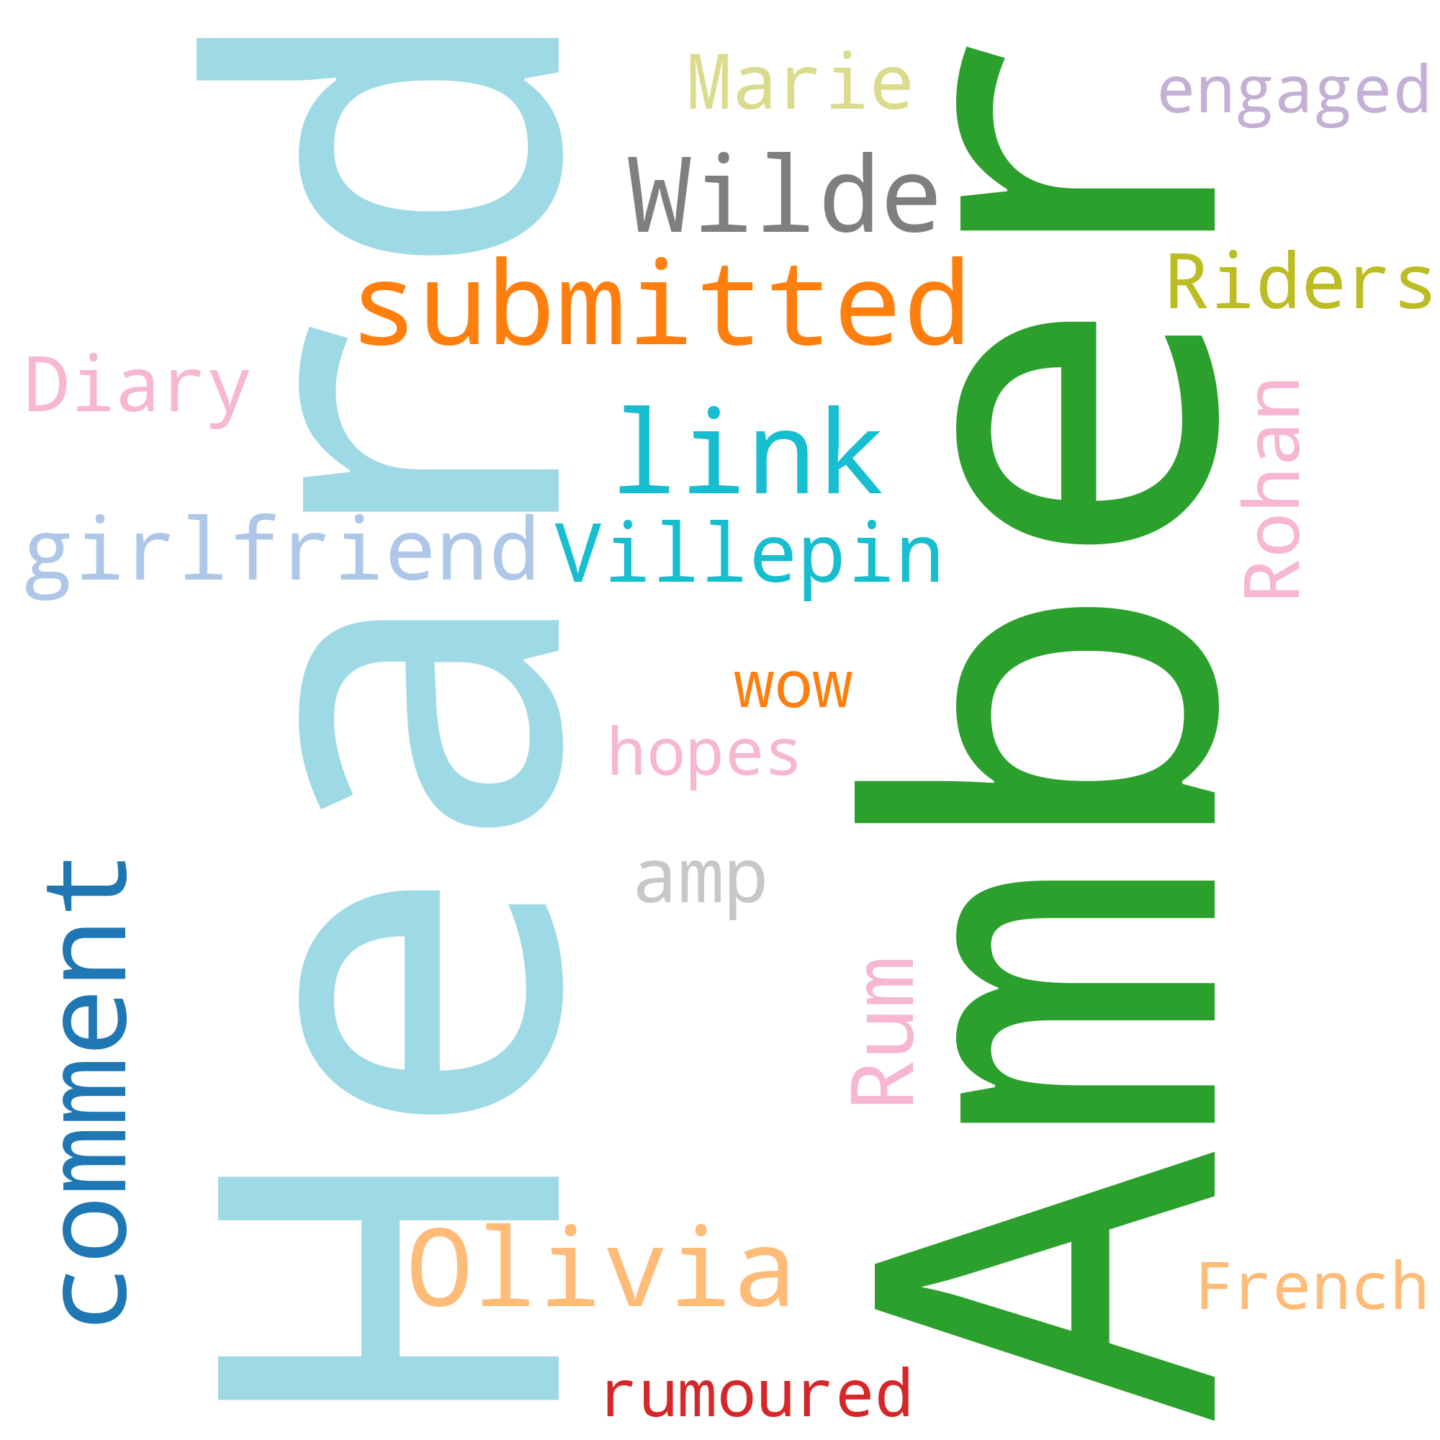 Marie
engaged
Wilde
submitted
Riders
Diary
link
Rohan
girlfriend
Villepin
wow
hopes
Heard
Amber
amp
comment
Rum
Olivia
French
rumoured